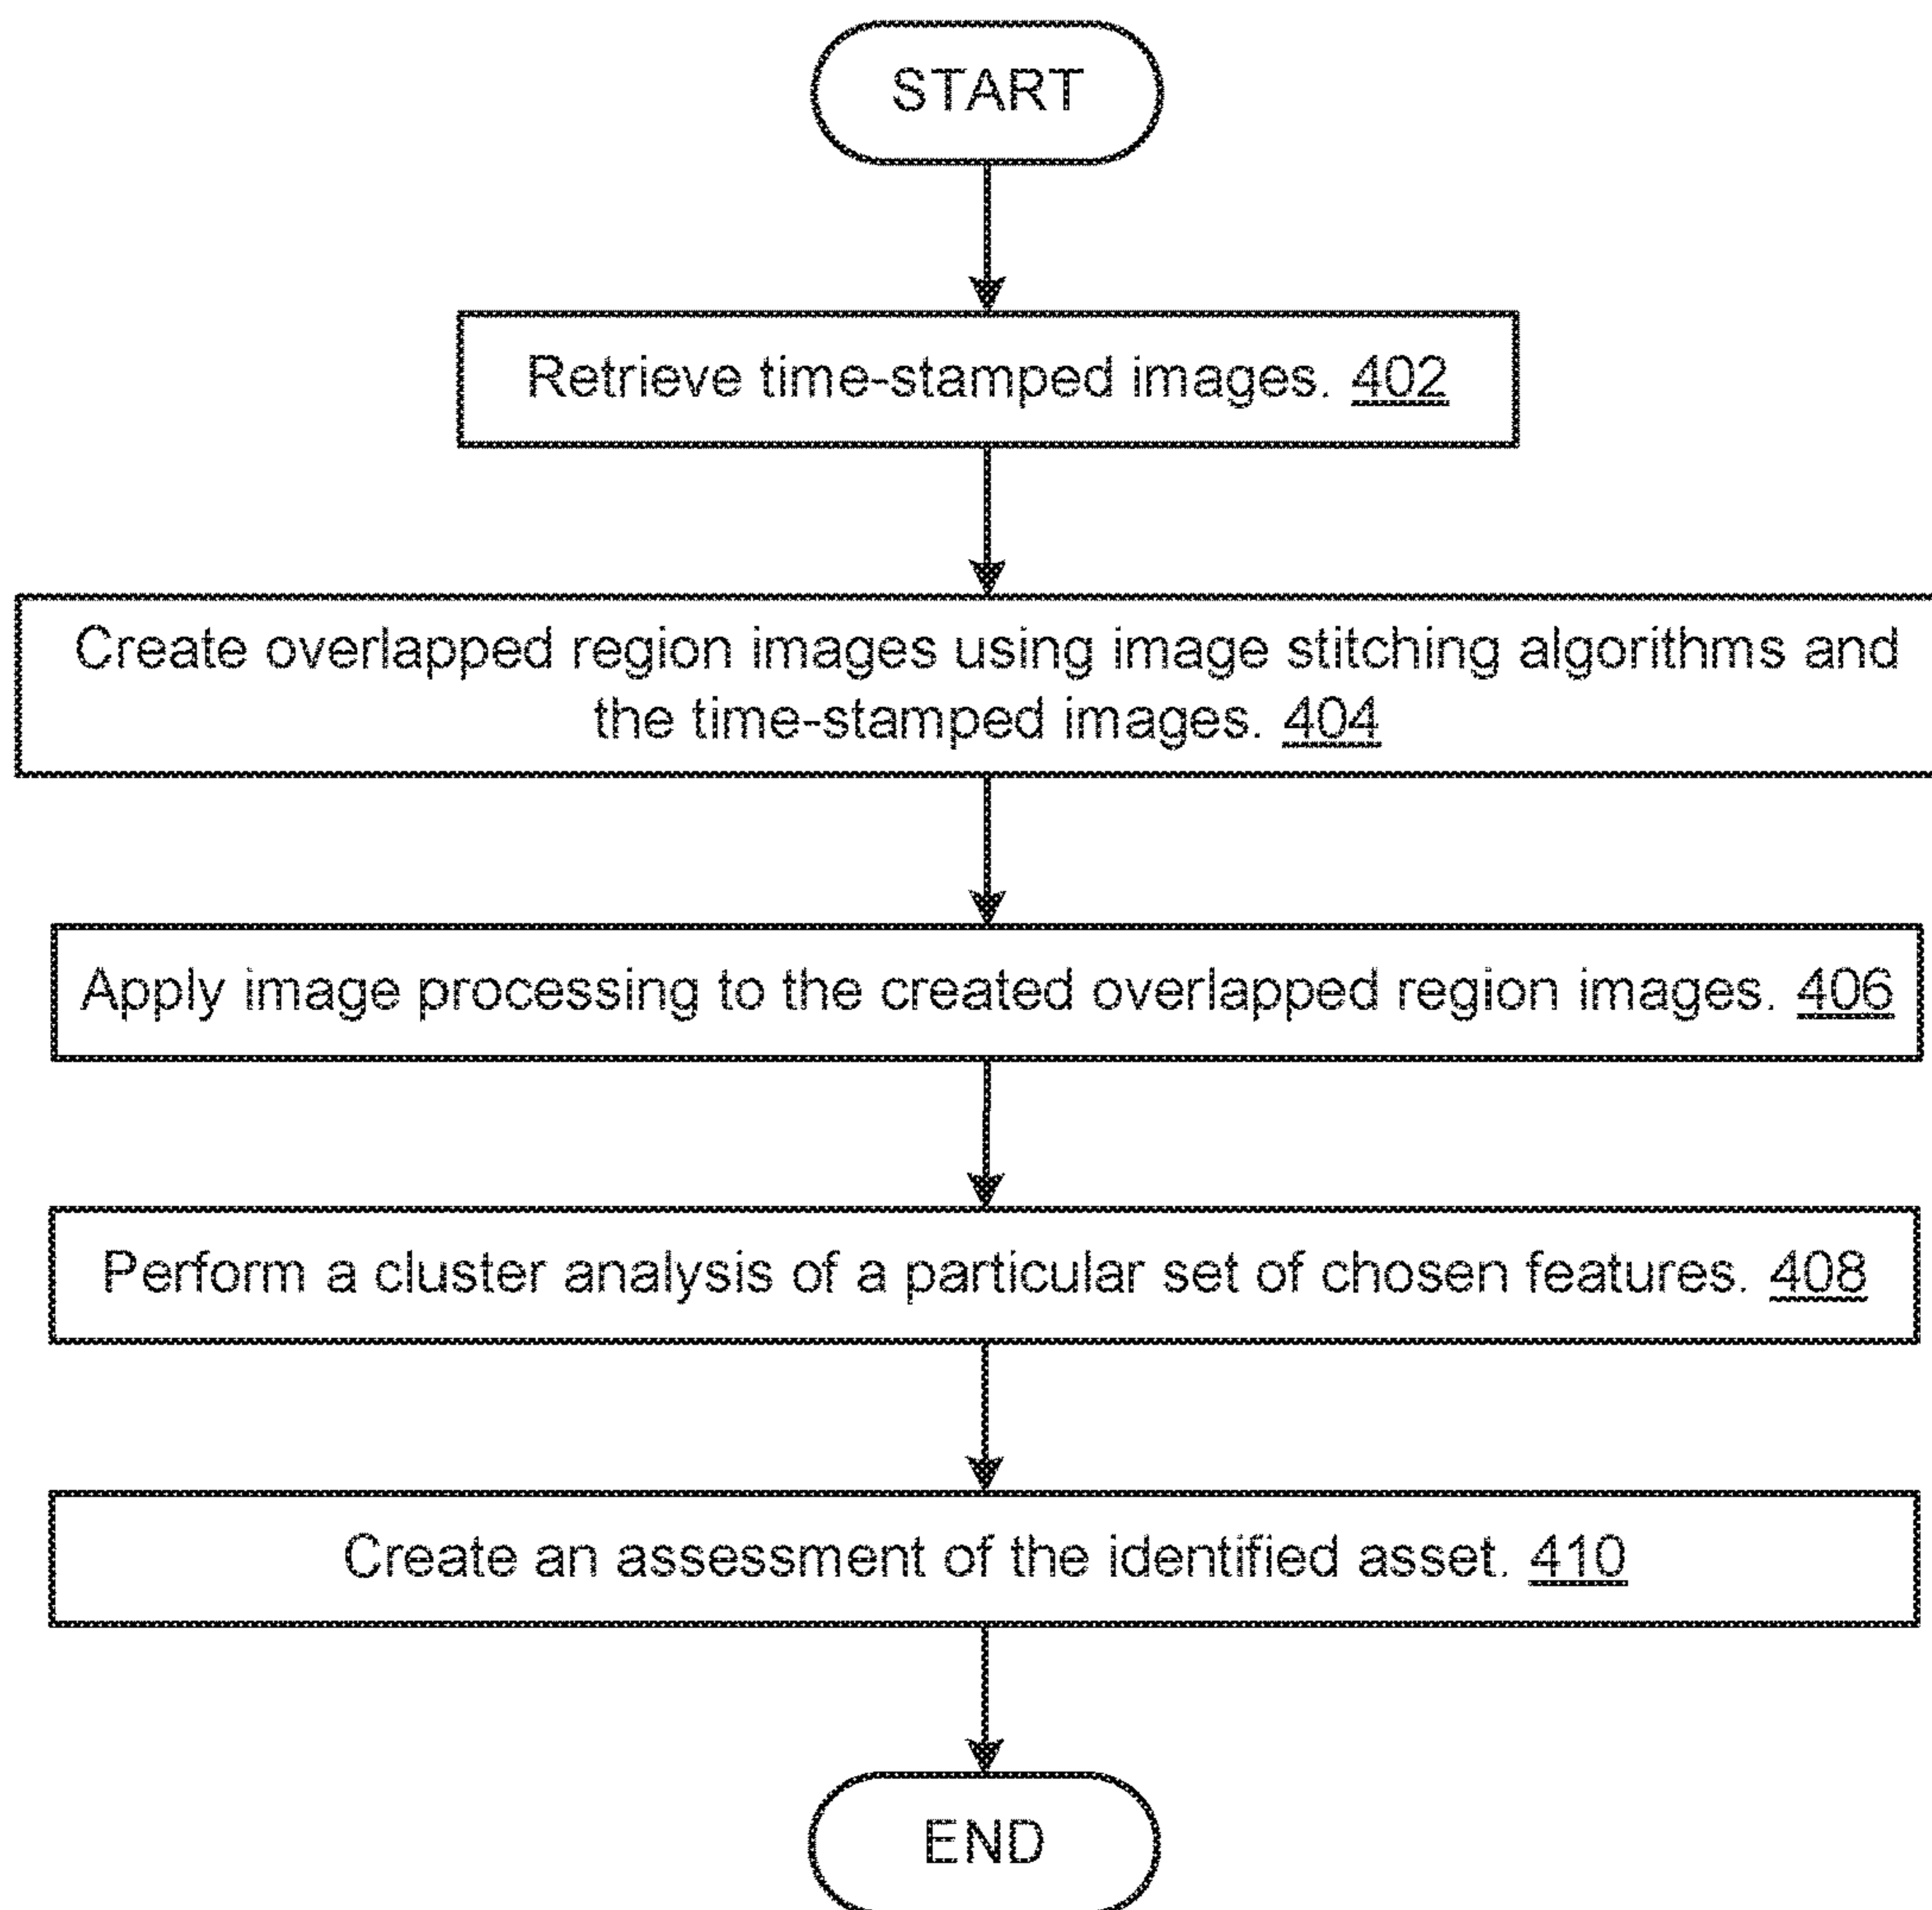 START
Retrieve time-stamped images. 402
Create overlapped region images using image stitching algorithms and
the time-stamped images. 404
Apply image processing to the created overlapped region images. 406
Perform a cluster analysis of a particular set of chosen features. 408
Create an assessment of the identified asset. 410
END